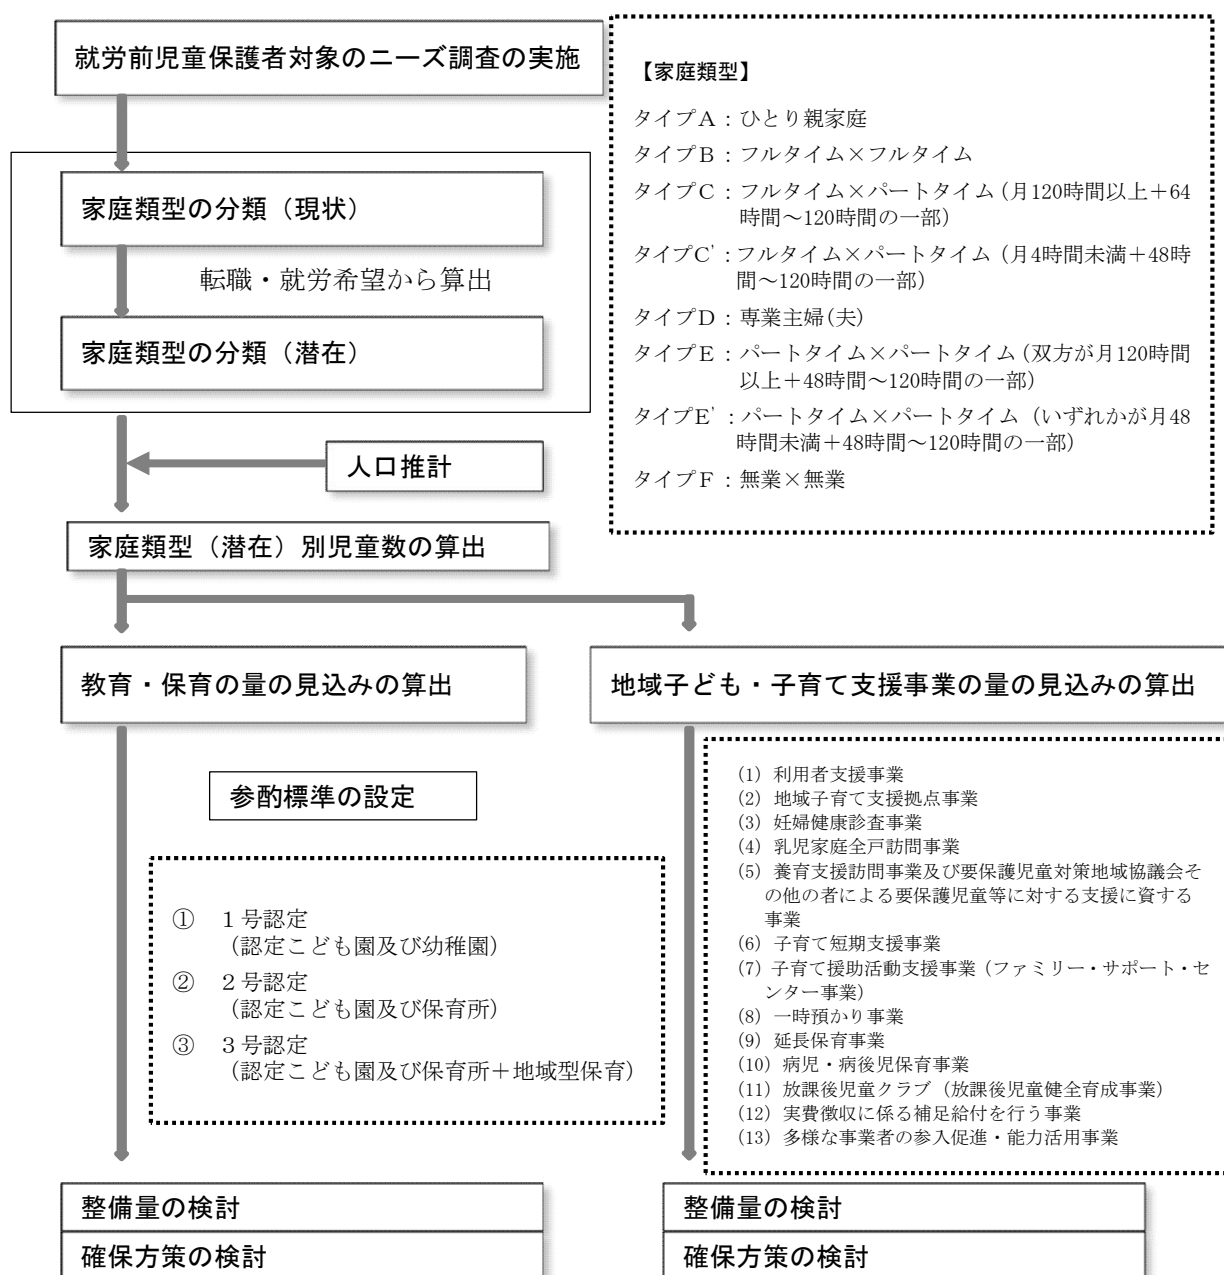 就労前児童保護者対象のニーズ調査の実施
家庭類型の分類（現状）
転職・就労希望から算出
家庭類型の分類（潜在）
人口推計
家庭類型（潜在）別児童数の算出
【家庭類型】
タイプＡ：ひとり親家庭
タイプＢ：フルタイム×フルタイム
タイプＣ：フルタイム×パートタイム（月120時間以上＋64
時間～120時間の一部）
タイプＣ'：フルタイム×パートタイム（月4時間未満＋48時
間～120時間の一部）
タイプＤ：専業主婦(夫)
タイプＥ：パートタイム×パートタイム（双方が月120時間
以上＋48時間～120時間の一部）
タイプＥ'：パートタイム×パートタイム（いずれかが月48
時間未満＋48時間～120時間の一部）
タイプＦ：無業×無業
教育・保育の量の見込みの算出
参酌標準の設定
① １号認定
（認定こども園及び幼稚園）
② ２号認定
（認定こども園及び保育所）
③ ３号認定
（認定こども園及び保育所＋地域型保育）
整備量の検討
確保方策の検討
地域子ども・子育て支援事業の量の見込みの算出
(1) 利用者支援事業
(2) 地域子育て支援拠点事業
(3) 妊婦健康診査事業
(4) 乳児家庭全戸訪問事業
(5) 養育支援訪問事業及び要保護児童対策地域協議会そ
の他の者による要保護児童等に対する支援に資する
事業
(6) 子育て短期支援事業
(7) 子育て援助活動支援事業（ファミリー・サポート・セ
ンター事業）
(8) 一時預かり事業
(9) 延長保育事業
(10) 病児・病後児保育事業
(11) 放課後児童クラブ（放課後児童健全育成事業）
(12) 実費徴収に係る補足給付を行う事業
(13) 多様な事業者の参入促進・能力活用事業
整備量の検討
確保方策の検討